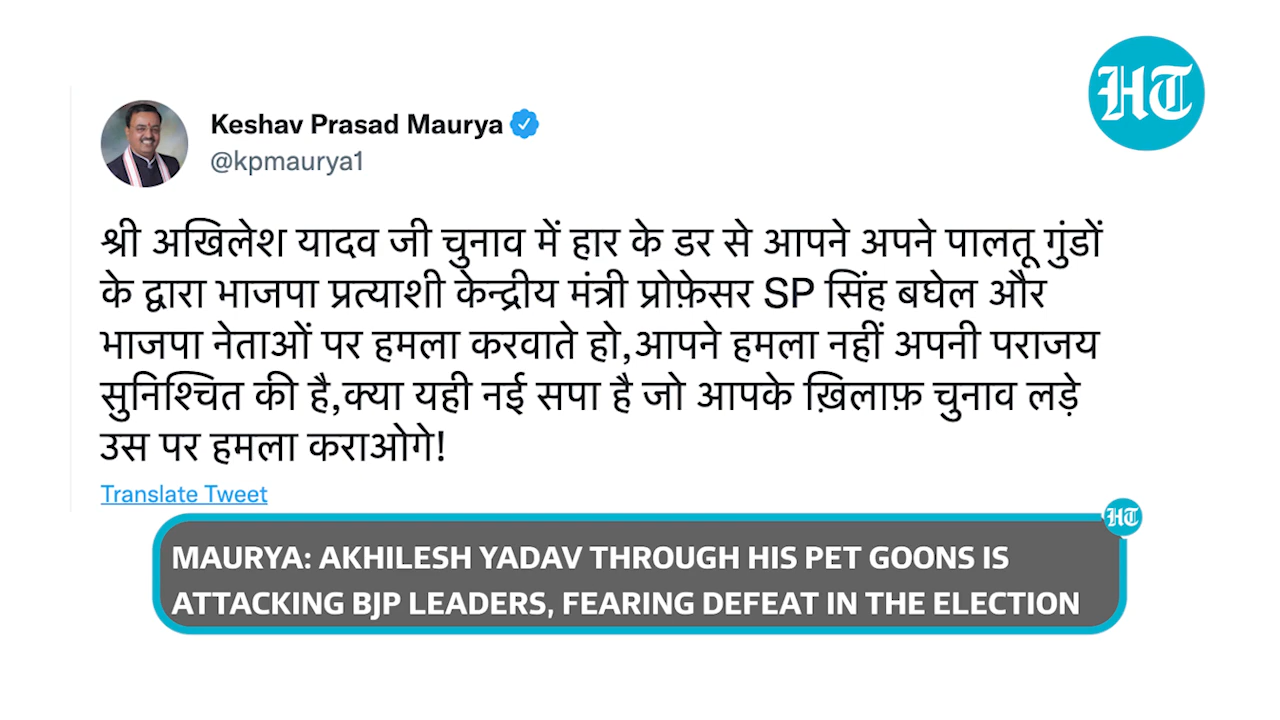 HT
Keshav Prasad Maurya
@kpmaurya1
श्री अखिलेश यादव जी चुनाव में हार के डर से आपने अपने पालतू गुंडों
के द्वारा भाजपा प्रत्याशी केन्द्रीय मंत्री प्रोफ़ेसर SP सिंह बघेल और
भाजपा नेताओं पर हमला करवाते हो,आपने हमला नहीं अपनी पराजय
सुनिश्चित की है,क्या यही नई सपा है जो आपके ख़िलाफ़ चुनाव लड़े
उस पर हमला कराओगे!
Translate Tweet
HT
MAURYA: AKHILESH YADAV THROUGH HIS PET GOONS IS
ATTACKING BJP LEADERS, FEARING DEFEAT IN THE ELECTION